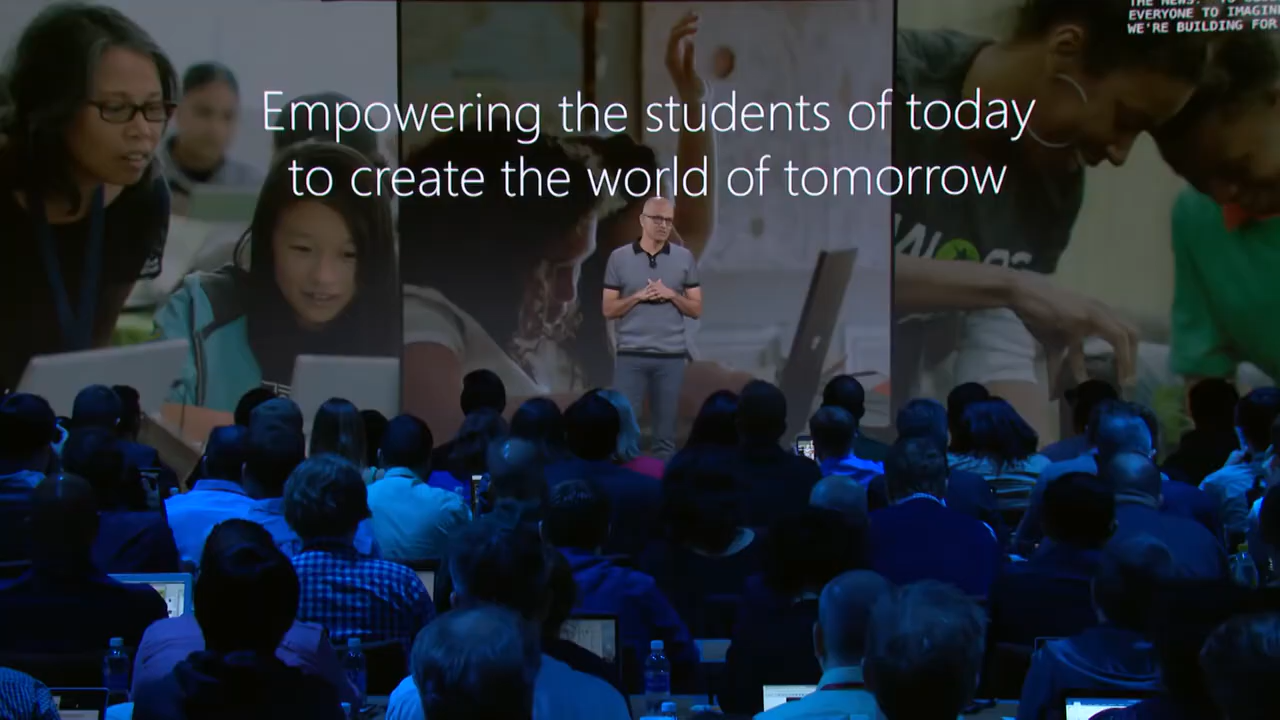 EVERYONE TO IMAGIN
WE'RE BUILDING FOR
Empowering the students of today
to create the world of tomorrow